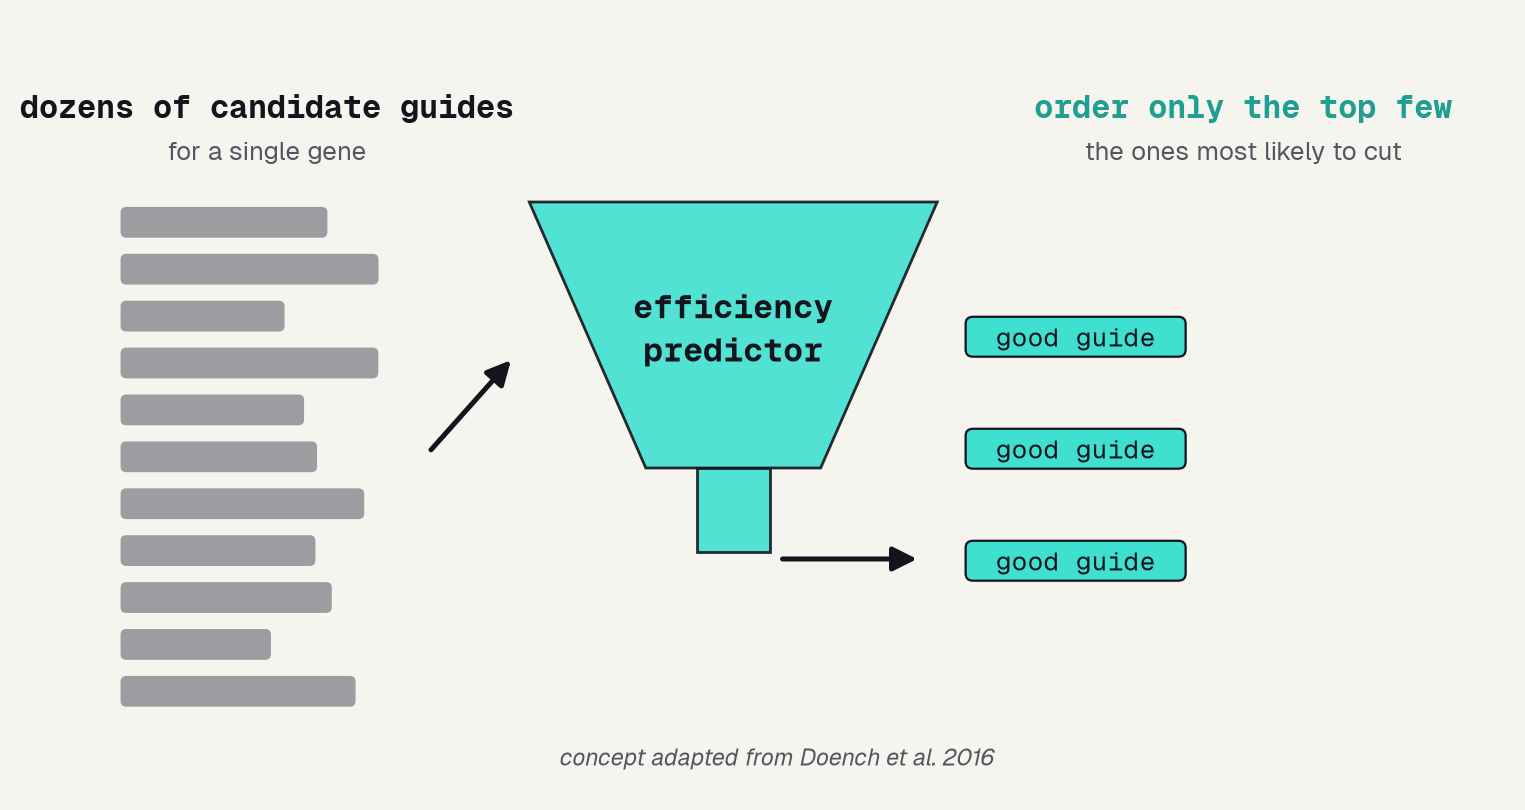 dozens of candidate guides
for a single gene
order only the top few
the ones most likely to cut
efficiency
predictor
good guide
good guide
good guide
concept adapted from Doench et al. 2016